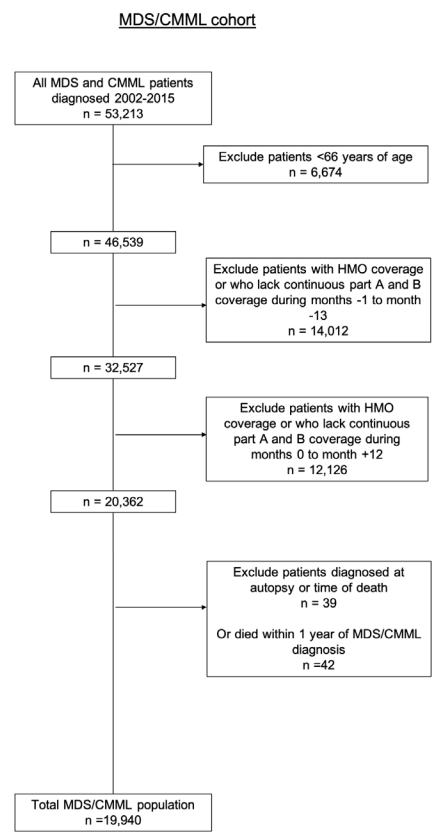 MDS/CMML cohort
All MDS and CMML patients
diagnosed 2002-2015
n = 53,213
Exclude patients <66 years of age
n = 6,674
n = 46,539
Exclude patients with HMO coverage
or who lack continuous part A and B
coverage during months -1 to month
-13
n = 14,012
n = 32,527
Exclude patients with HMO
coverage or who lack continuous
part A and B coverage during
months 0 to month +12
n = 12,126
n = 20,362
Exclude patients diagnosed at
autopsy or time of death
n = 39
Or died within 1 year of MDS/CMML
diagnosis
n =42
Total MDS/CMML population
n =19,940